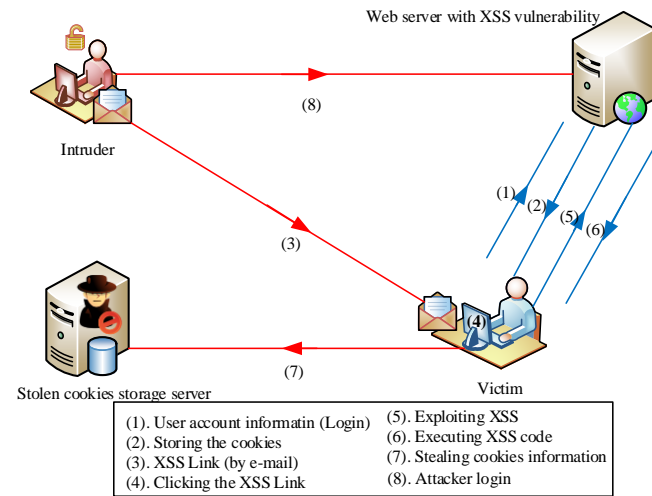 Web server with XSS vulnerability
(8)
Intruder
(1)
(2)
(5)
(6)
(3)
(4)
(7)
Stolen cookies storage server
Victim
(1). User account informatin (Login)
(2). Storing the cookies
(3). XSS Link (by e-mail)
(4). Clicking the XSS Link
(5). Exploiting XSS
(6). Executing XSS code
(7). Stealing cookies information
(8). Attacker login